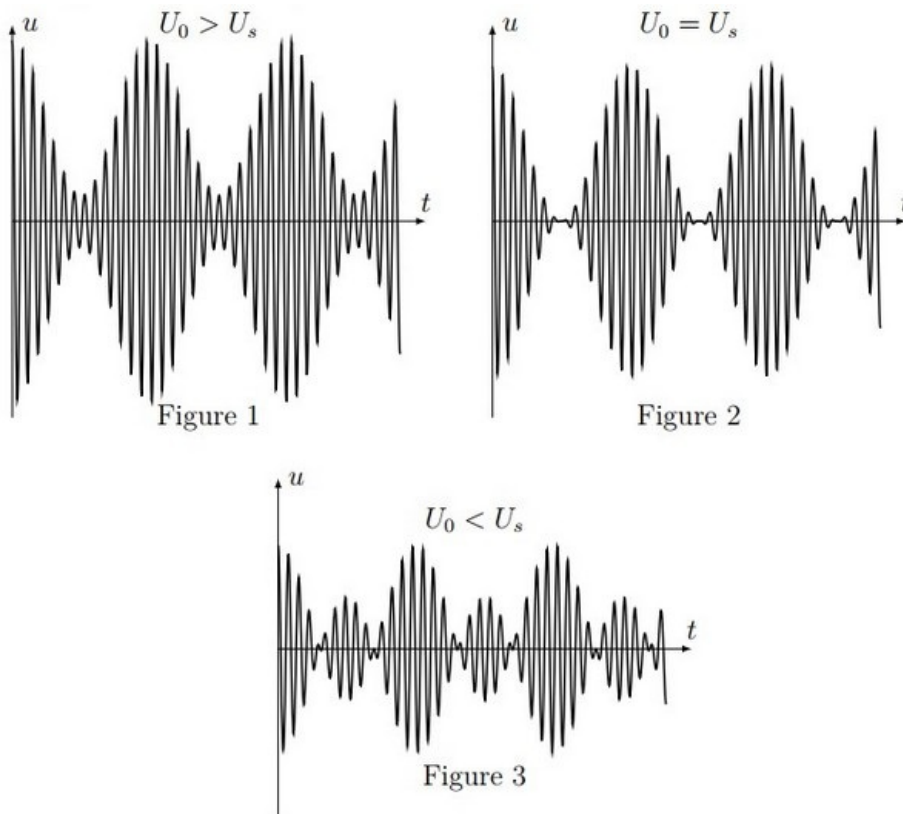 u
U₀ > Uₛ
t
Figure 1
u
U₀ = Uₛ
t
Figure 2
u
U₀ < Uₛ
t
Figure 3